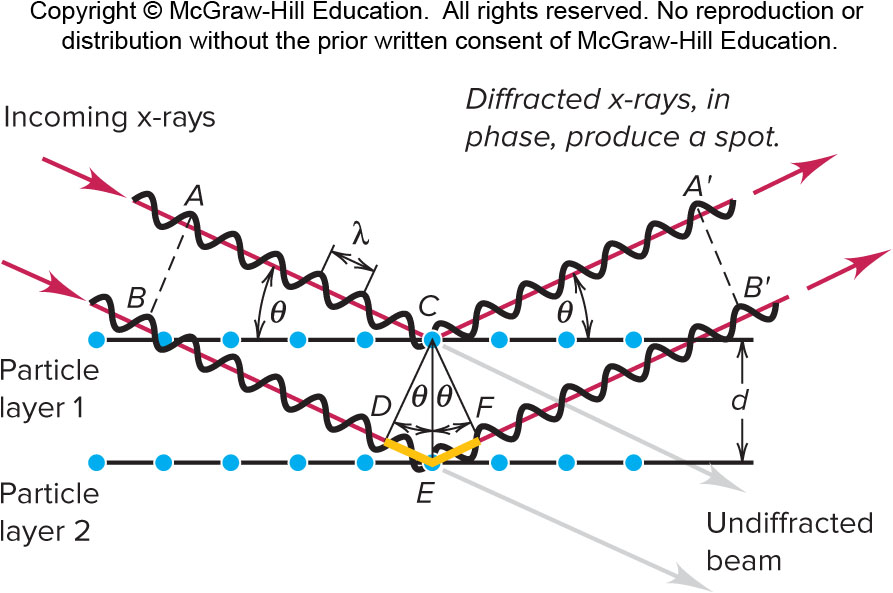 Copyright © McGraw-Hill Education. All rights reserved. No reproduction or
distribution without the prior written consent of McGraw-Hill Education.
Incoming x-rays
Diffracted x-rays, in
phase, produce a spot.
A
A'
λ
B
θ
C
θ
B'
Particle
layer 1
D
θ θ
F
d
E
Particle
layer 2
Undiffracted
beam